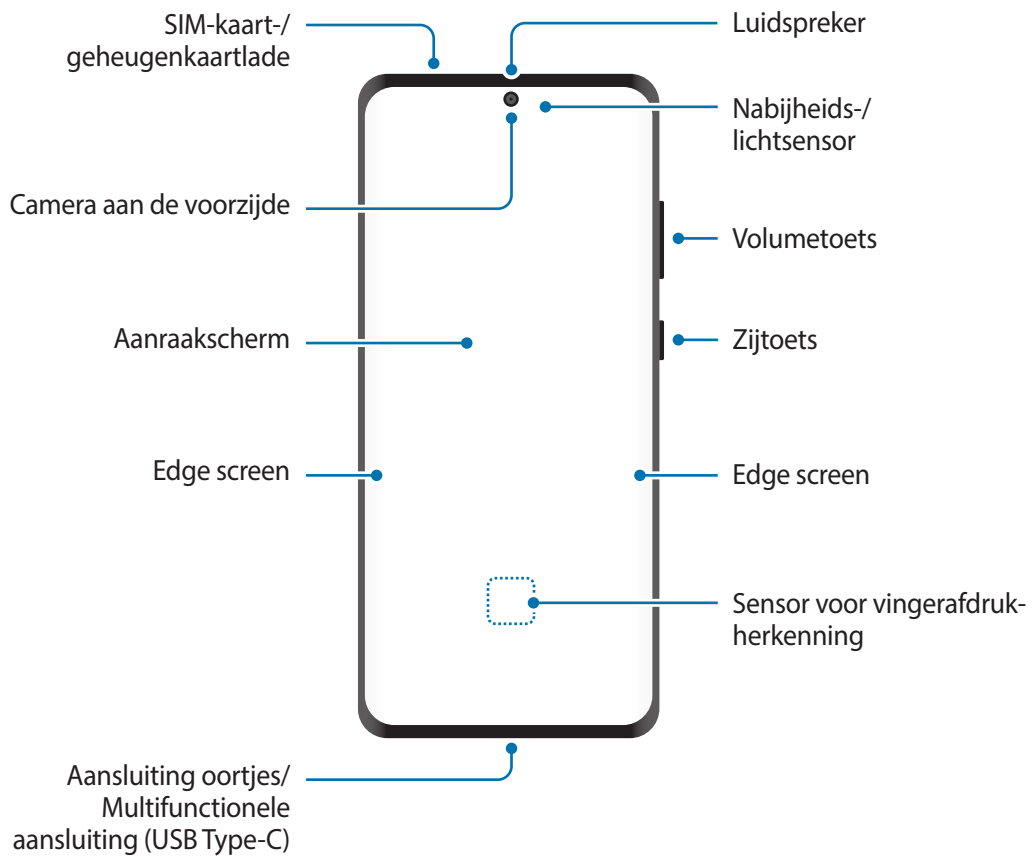 SIM-kaart-/
geheugenkaartlade
Luidspreker
Nabijheids-/
lichtsensor
Camera aan de voorzijde
Volumetoets
Aanraakscherm
Zijtoets
Edge screen
Edge screen
Sensor voor vingerafdruk-
herkenning
Aansluiting oortjes/
Multifunctionele
aansluiting (USB Type-C)